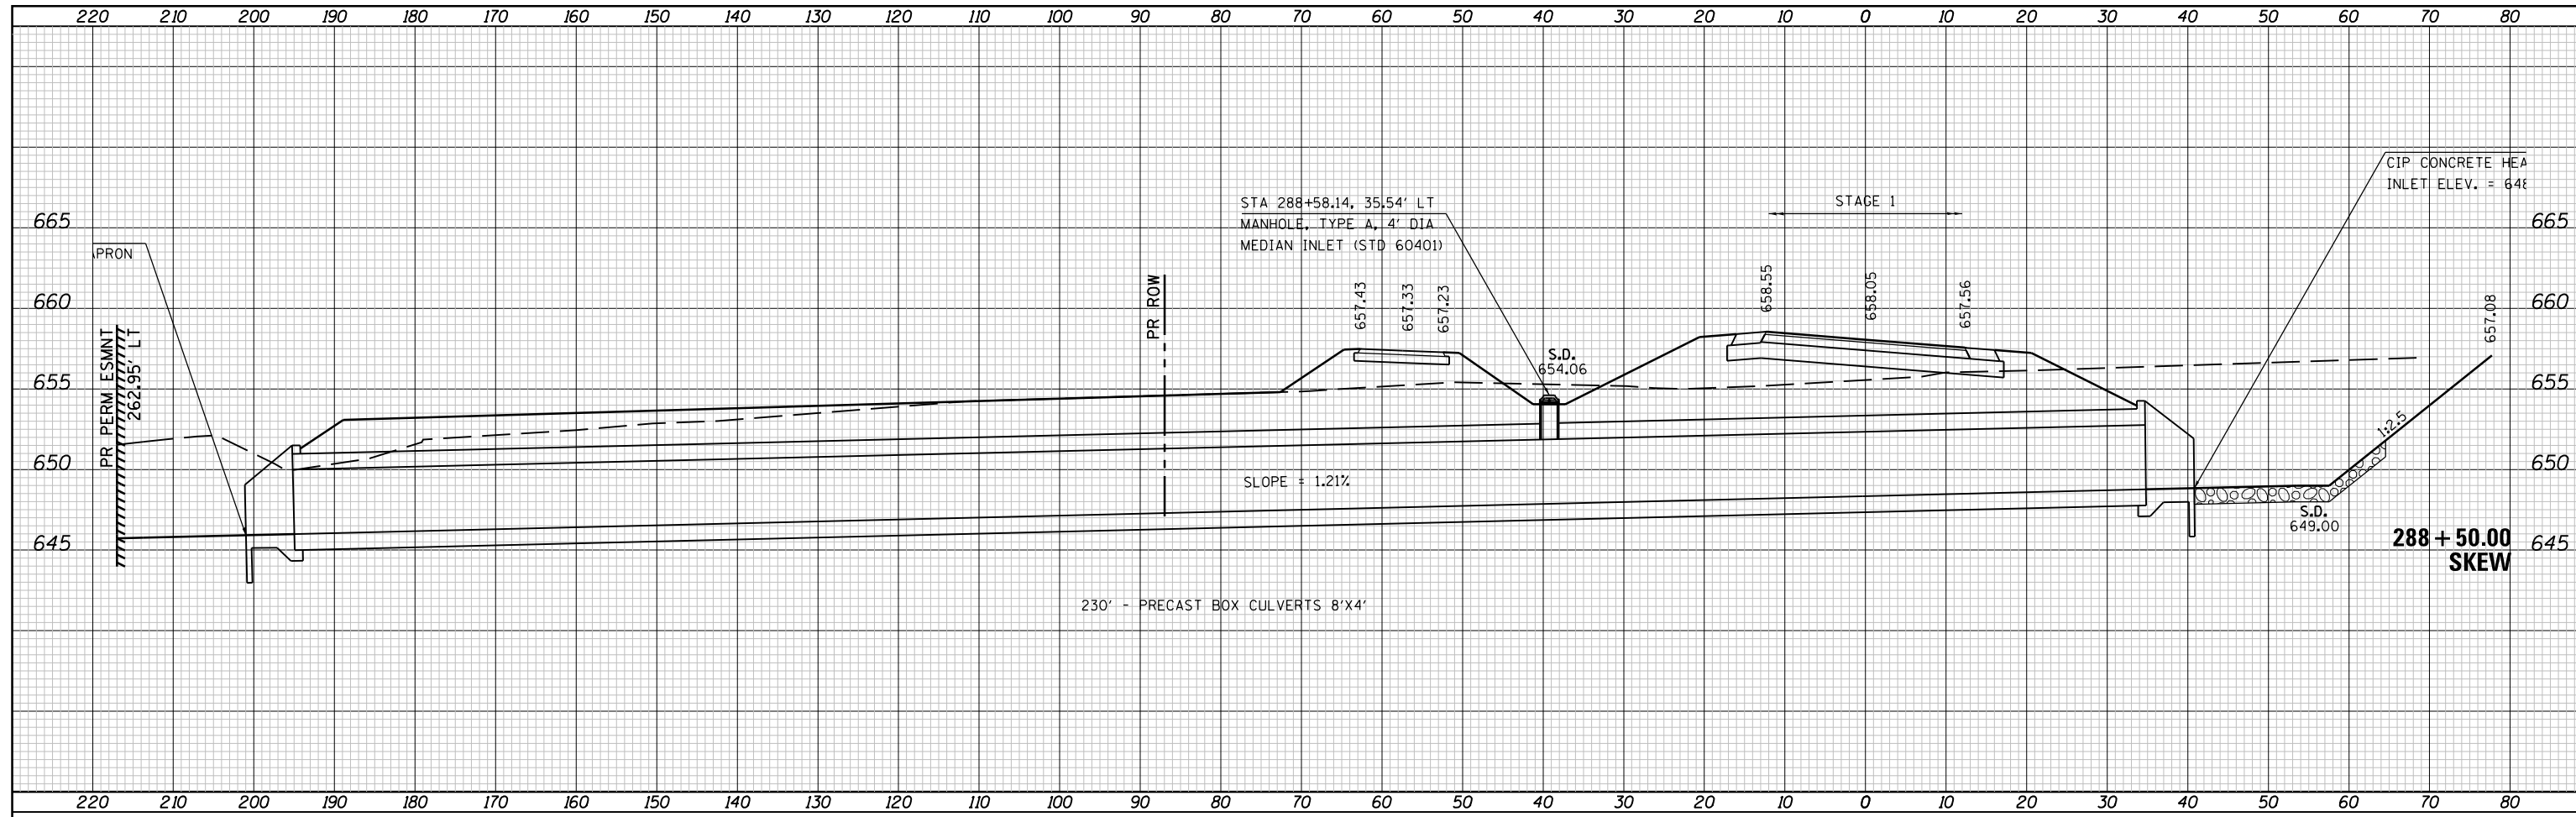 220 210 200 190 180 170 160 150 140 130 120 110 100 90 80 70 60 50 40 30 20 10 0 10 20 30 40 50 60 70 80
CIP CONCRETE HEA
INLET ELEV. = 648
STA 288+58.14, 35.54' LT
MANHOLE, TYPE A, 4' DIA
MEDIAN INLET (STD 60401)
STAGE 1
665 665
APRON
660 660
PR PERM ESMNT
262.95' LT
PR ROW
657.43
657.33
657.23
S.D.
654.06
658.55
658.05
657.56
657.08
655 655
1:2.5
650 650
SLOPE = 1.21%
S.D.
649.00
645 645
288+50.00
SKEW
230' - PRECAST BOX CULVERTS 8'X4'
220 210 200 190 180 170 160 150 140 130 120 110 100 90 80 70 60 50 40 30 20 10 0 10 20 30 40 50 60 70 80